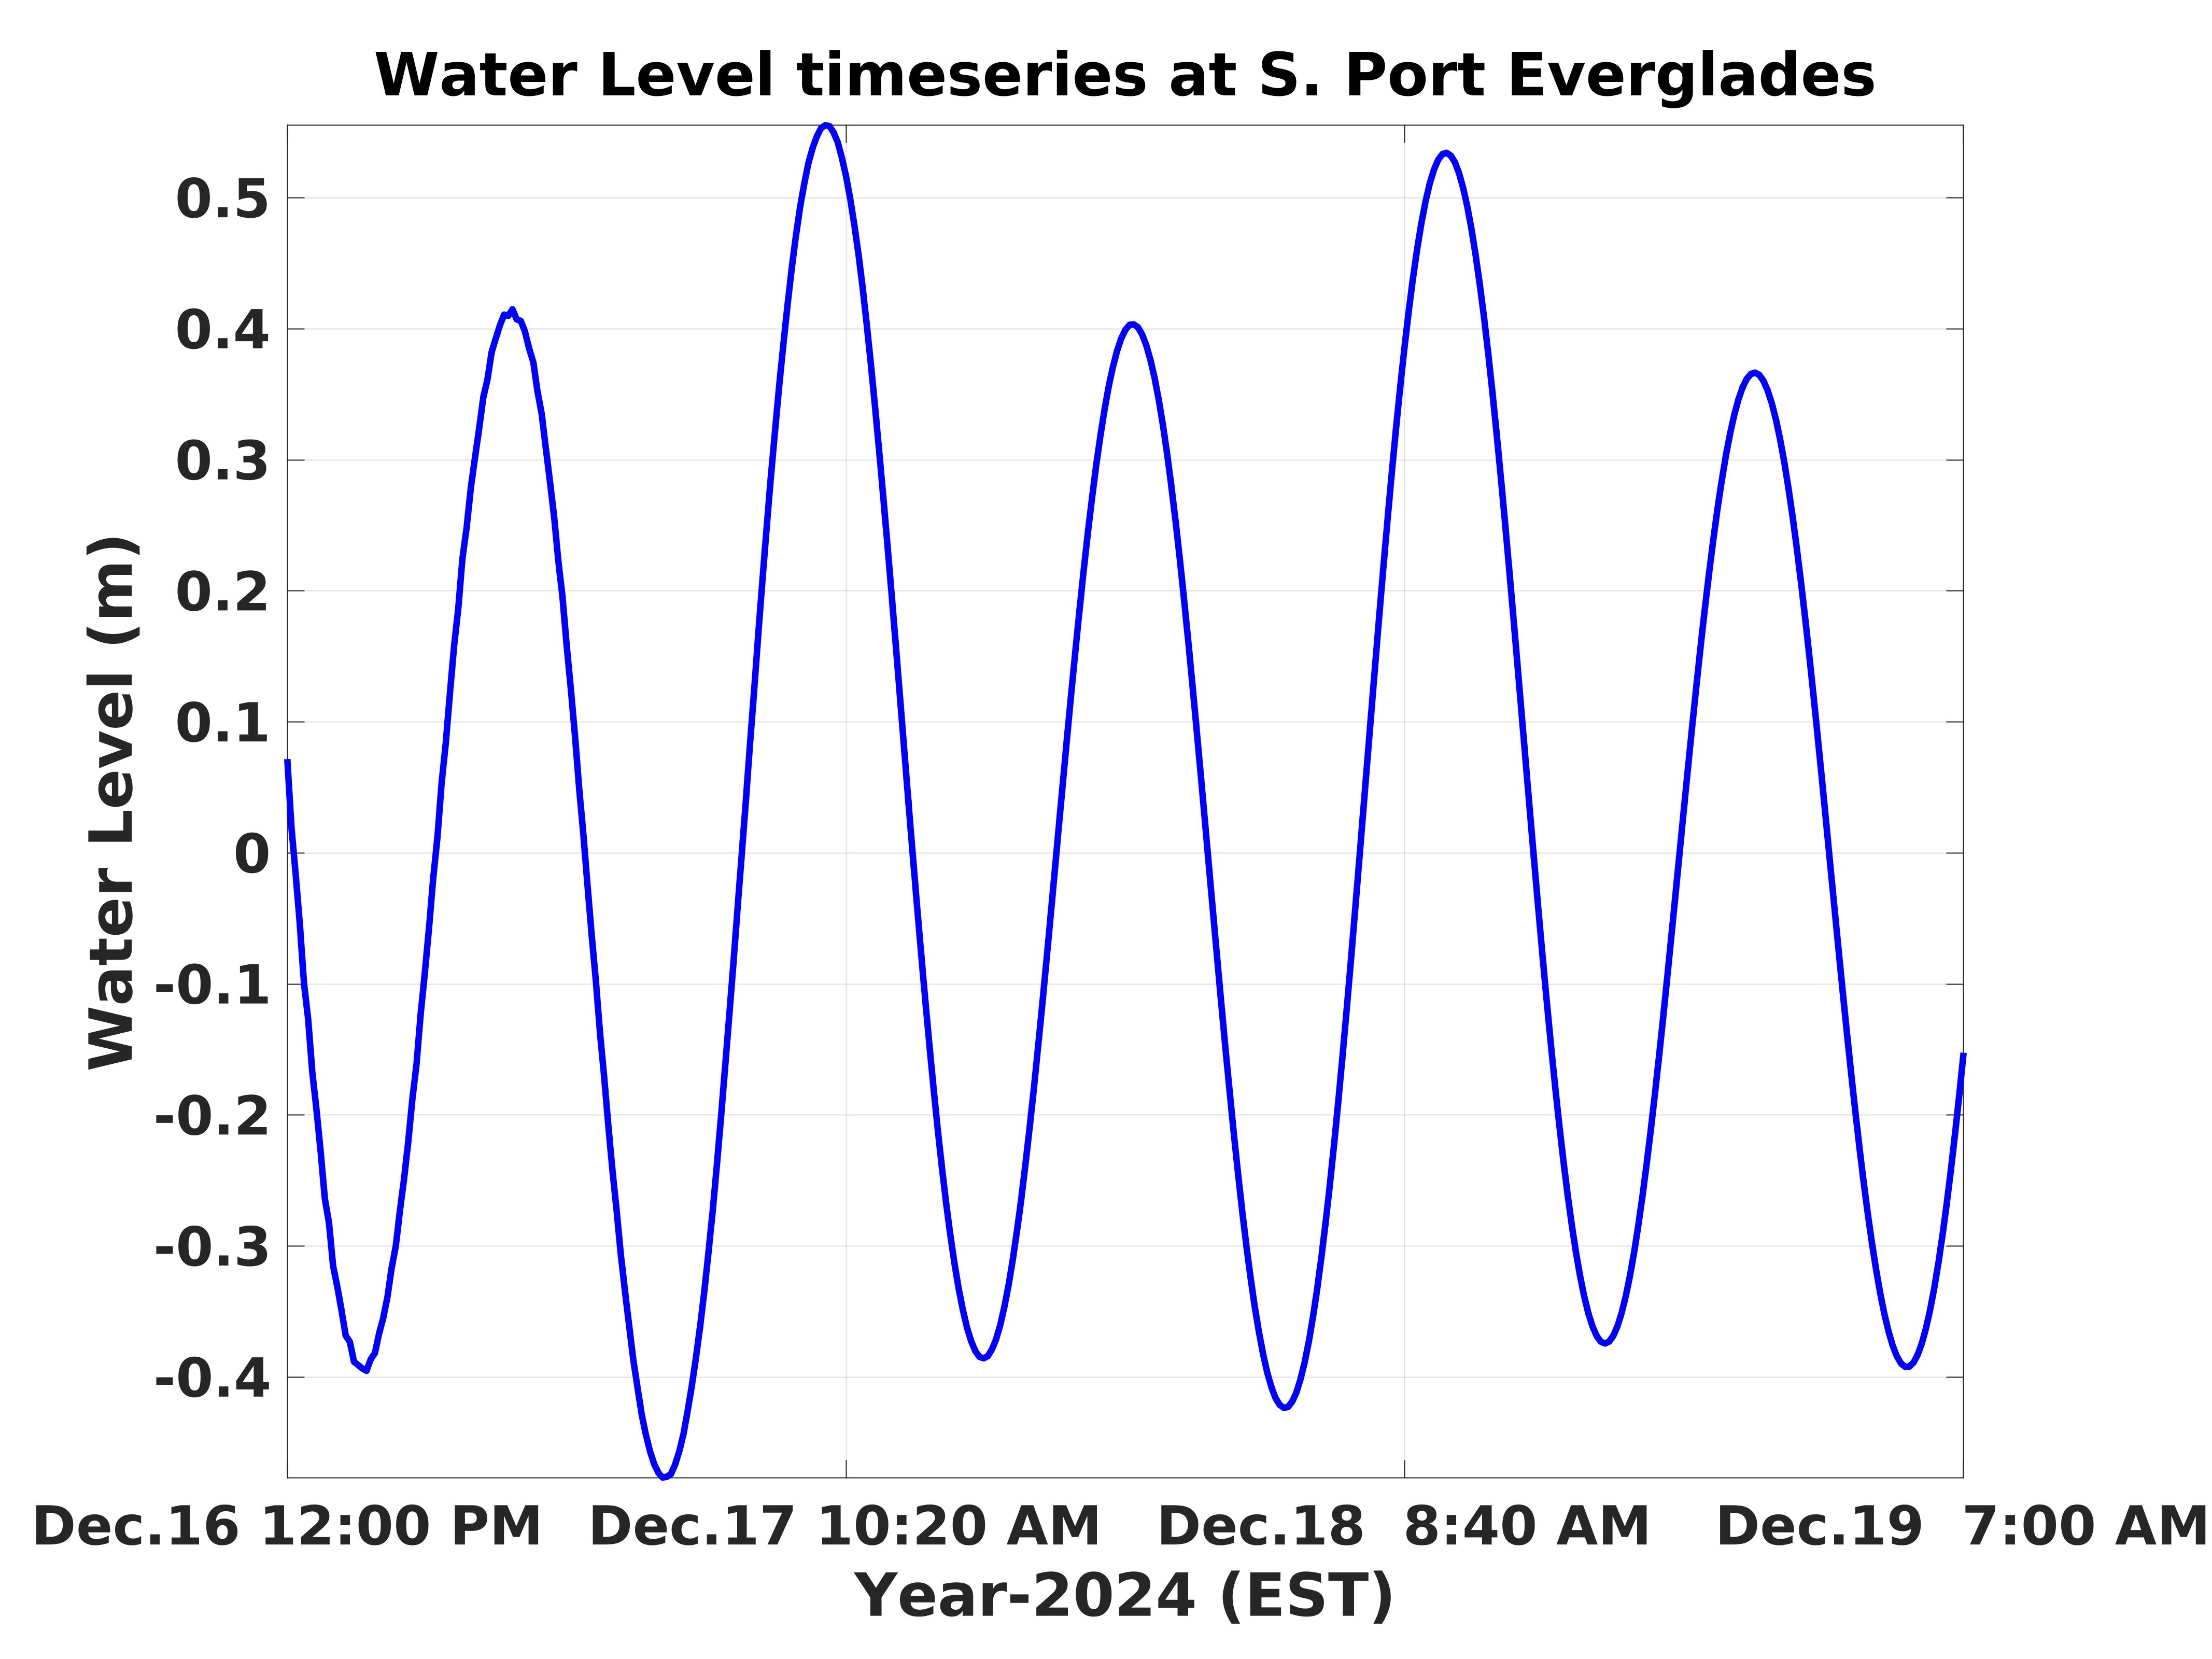 Water Level timeseries at S. Port Everglades
0.5
0.4
0.3
0.2
0.1
0
-0.1
-0.2
-0.3
-0.4
Water Level (m)
Dec.16 12:00 PM Dec.17 10:20 AM Dec.18 8:40 AM Dec.19 7:00 AM
Year-2024 (EST)